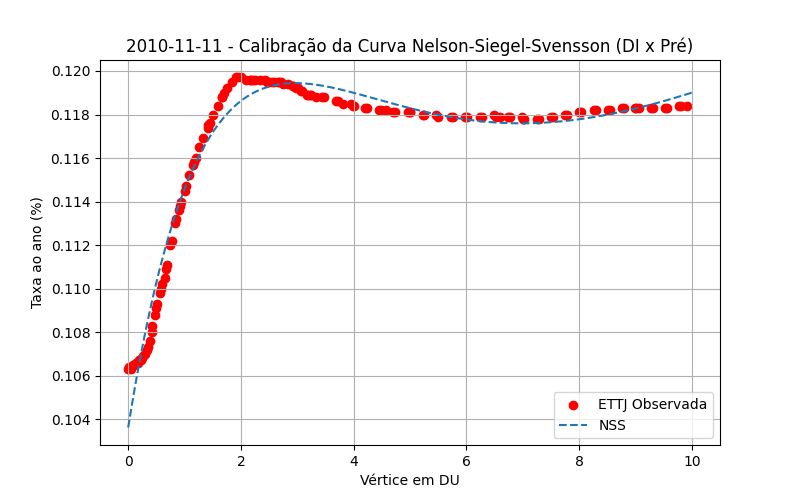 2010-11-11 - Calibração da Curva Nelson-Siegel-Svensson (DI x Pré)
Taxa ao ano (%)
0.120
0.118
0.116
0.114
0.112
0.110
0.108
0.106
0.104
ETTJ Observada
NSS
0 2 4 6 8 10
Vértice em DU